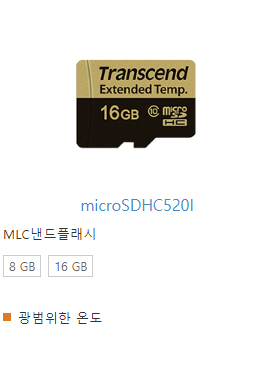 Transcend
Extended Temp.
16GB 10 micro SD HC
microSDHC520I
MLC낸드플래시
8 GB 16 GB
광범위한 온도